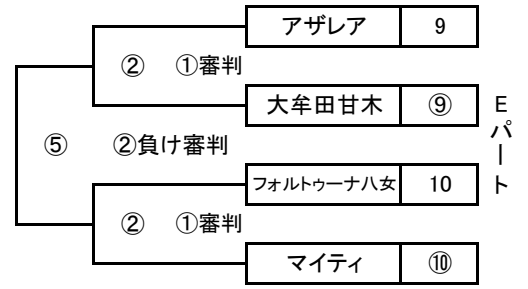 アザレア 9
② ①審判
大牟田甘木 ⑨
⑤ ②負け審判
フォルトゥーナ八女 10
② ①審判
マイティ ⑩
Eパート